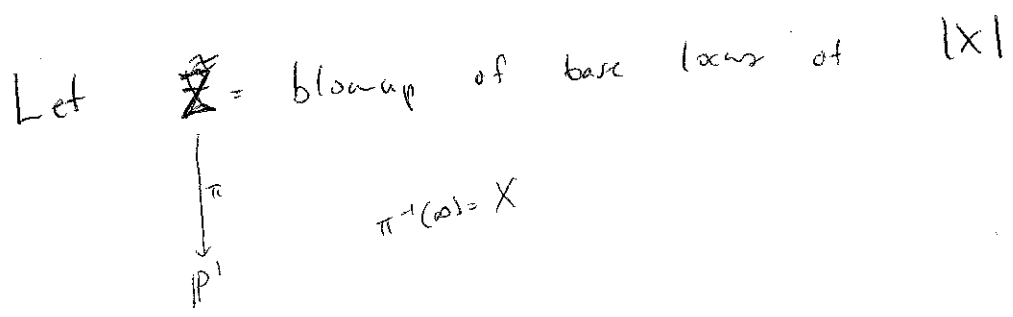 Let Z̃ = blowup of base locus of |X|
π
π⁻¹(∞) = X
ℙ¹